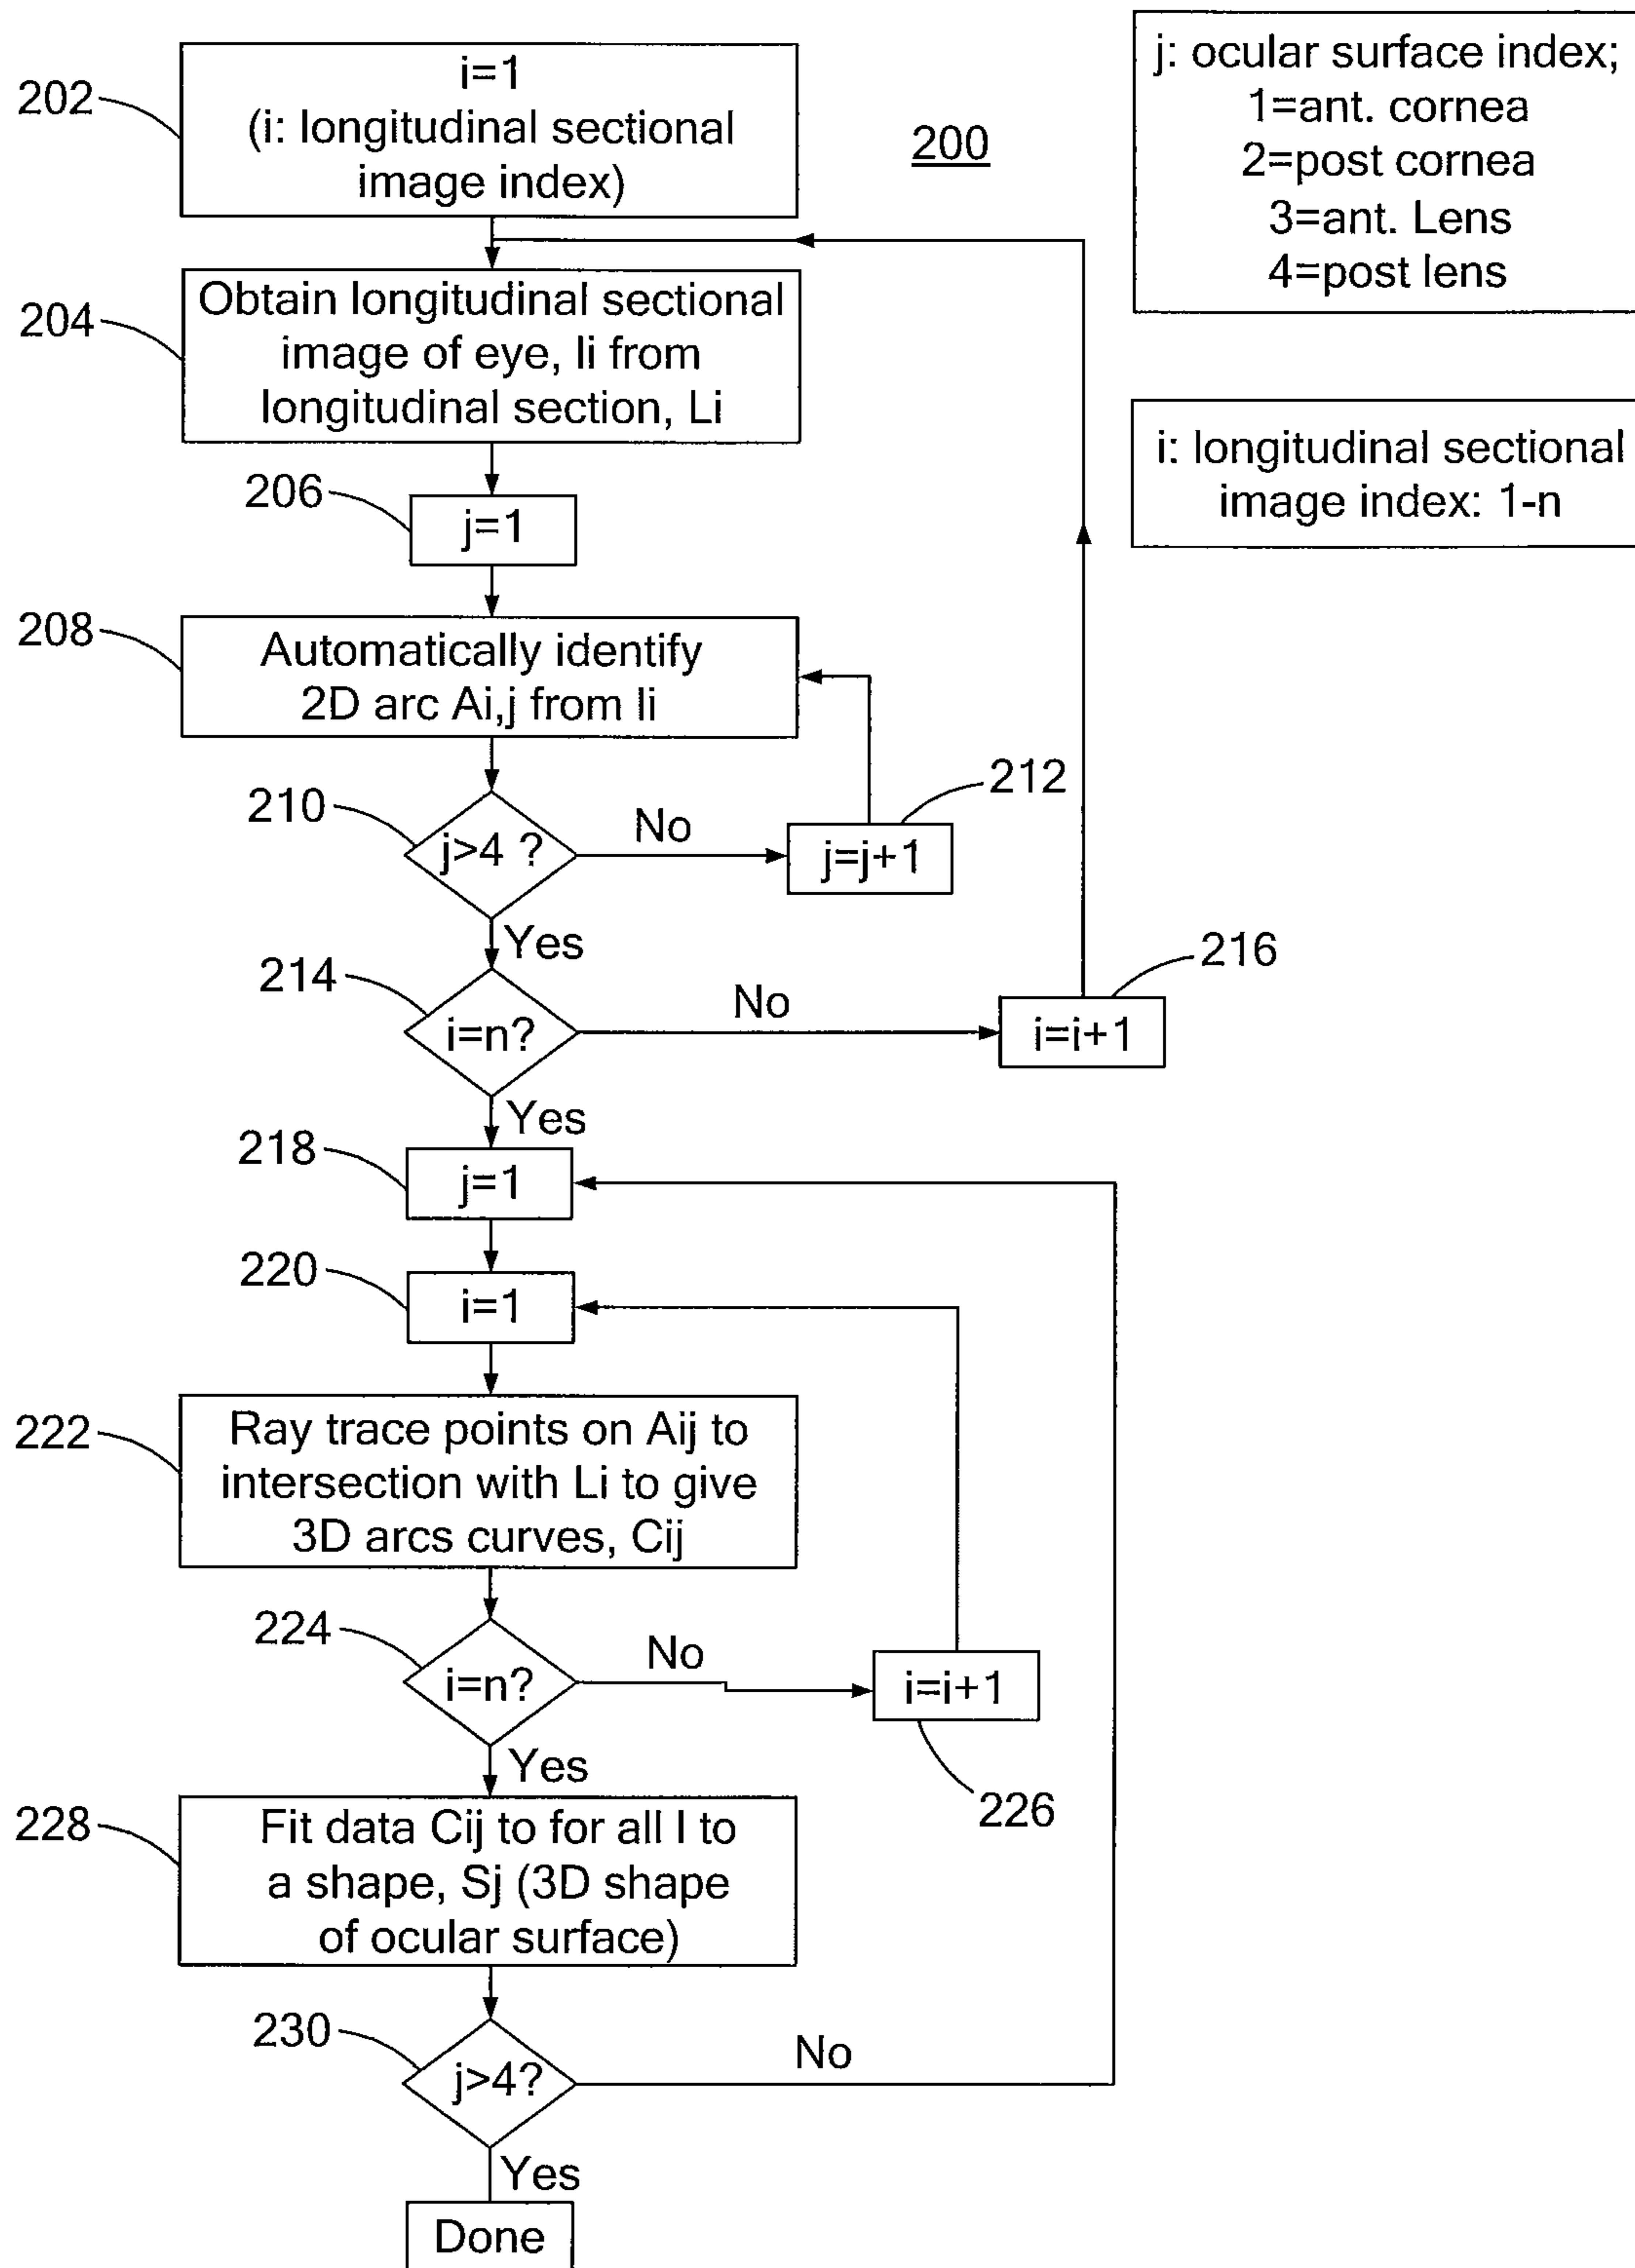 202
i=1
(i: longitudinal sectional
image index)
200
j: ocular surface index;
1=ant. cornea
2=post cornea
3=ant. Lens
4=post lens
204
Obtain longitudinal sectional
image of eye, Ii from
longitudinal section, Li
i: longitudinal sectional
image index: 1-n
206
j=1
208
Automatically identify
2D arc Ai,j from Ii
210
j>4 ?
No
212
j=j+1
Yes
214
i=n?
No
216
i=i+1
Yes
218
j=1
220
i=1
222
Ray trace points on Aij to
intersection with Li to give
3D arcs curves, Cij
224
i=n?
No
i=i+1
226
Yes
228
Fit data Cij to for all I to
a shape, Sj (3D shape
of ocular surface)
230
j>4?
No
Yes
Done